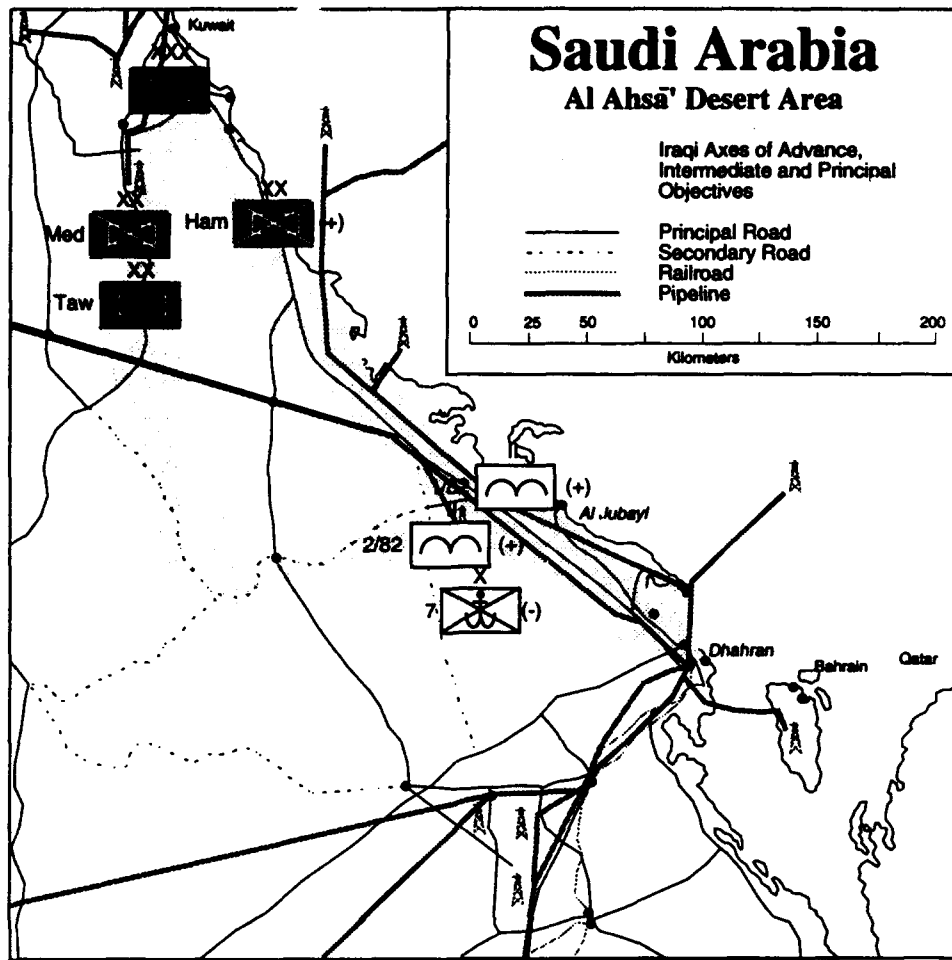 Saudi Arabia
Al Ahsā' Desert Area
Iraqi Axes of Advance,
Intermediate and Principal
Objectives
Principal Road
Secondary Road
Railroad
Pipeline
0 25 50 100 150 200
Kilometers
Kuwait
XX
XX
Med
Ham
XX
Taw
(+)
Al Jubayl
2/82
(+)
X
7
(-)
Dhahran
Bahrain
Qatar